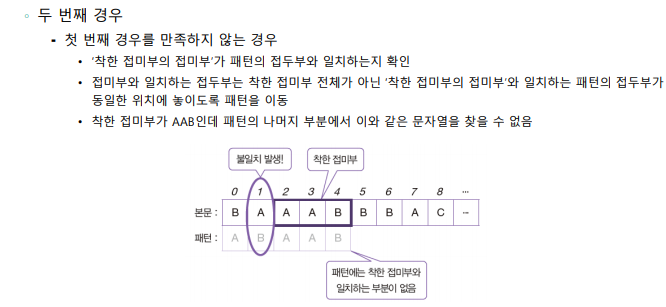 두 번째 경우
첫 번째 경우를 만족하지 않는 경우
'착한 접미부의 접미부'가 패턴의 접두부와 일치하는지 확인
접미부와 일치하는 접두부는 착한 접미부 전체가 아닌 '착한 접미부의 접미부'와 일치하는 패턴의 접두부가
동일한 위치에 놓이도록 패턴을 이동
착한 접미부가 AAB인데 패턴의 나머지 부분에서 이와 같은 문자열을 찾을 수 없음
불일치 발생! 착한 접미부
0 1 2 3 4 5 6 7 8 ...
본문 : B A A A B B B A C ...
패턴 : A B A A B
패턴에는 착한 접미부와
일치하는 부분이 없음